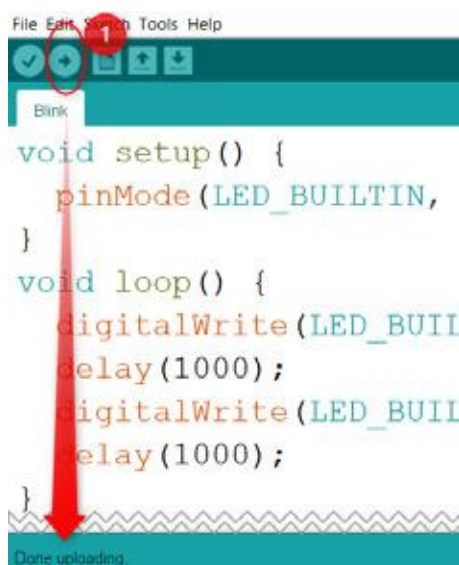 File Edit Sketch Tools Help
1
Blink
void setup() {
pinMode(LED_BUILTIN,
}
void loop() {
digitalWrite(LED_BUIL
delay(1000);
digitalWrite(LED_BUIL
delay(1000);
}
Done uploading.